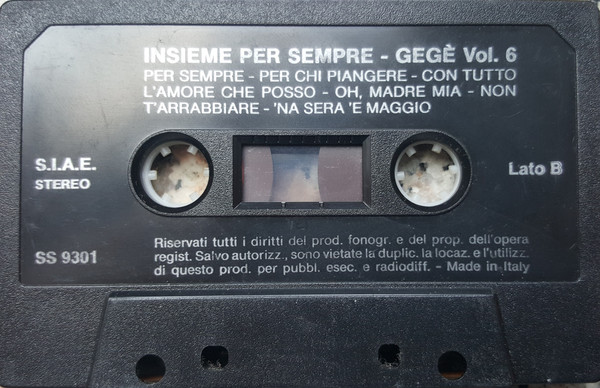 INSIEME PER SEMPRE - GEGÈ Vol. 6
PER SEMPRE - PER CHI PIANGERE - CON TUTTO
L'AMORE CHE POSSO - OH, MADRE MIA - NON
T'ARRABBIARE - 'NA SERA 'E MAGGIO
S.I.A.E.
STEREO
Lato B
SS 9301
Riservati tutti i diritti del prod. fonogr. e del prop. dell'opera
regist. Salvo autorizz., sono vietate la duplic. la locaz. e l'utilizz.
di questo prod. per pubbl. esec. e radiodiff. - Made in Italy